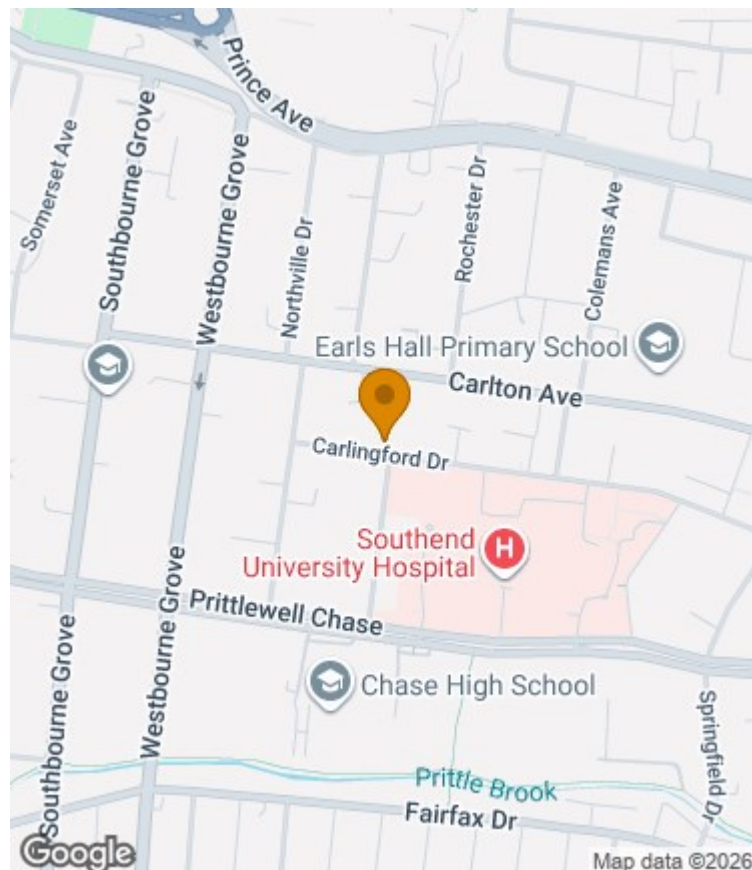 Prince Ave
Somerset Ave
Southbourne Grove
Westbourne Grove
Northville Dr
Rochester Dr
Colemans Ave
Earls Hall Primary School
Carlton Ave
Carlingford Dr
Southend
University Hospital
H
Prittlewell Chase
Chase High School
Southbourne Grove
Westbourne Grove
Springfield Dr
Prittle Brook
Fairfax Dr
Google
Map data ©2026